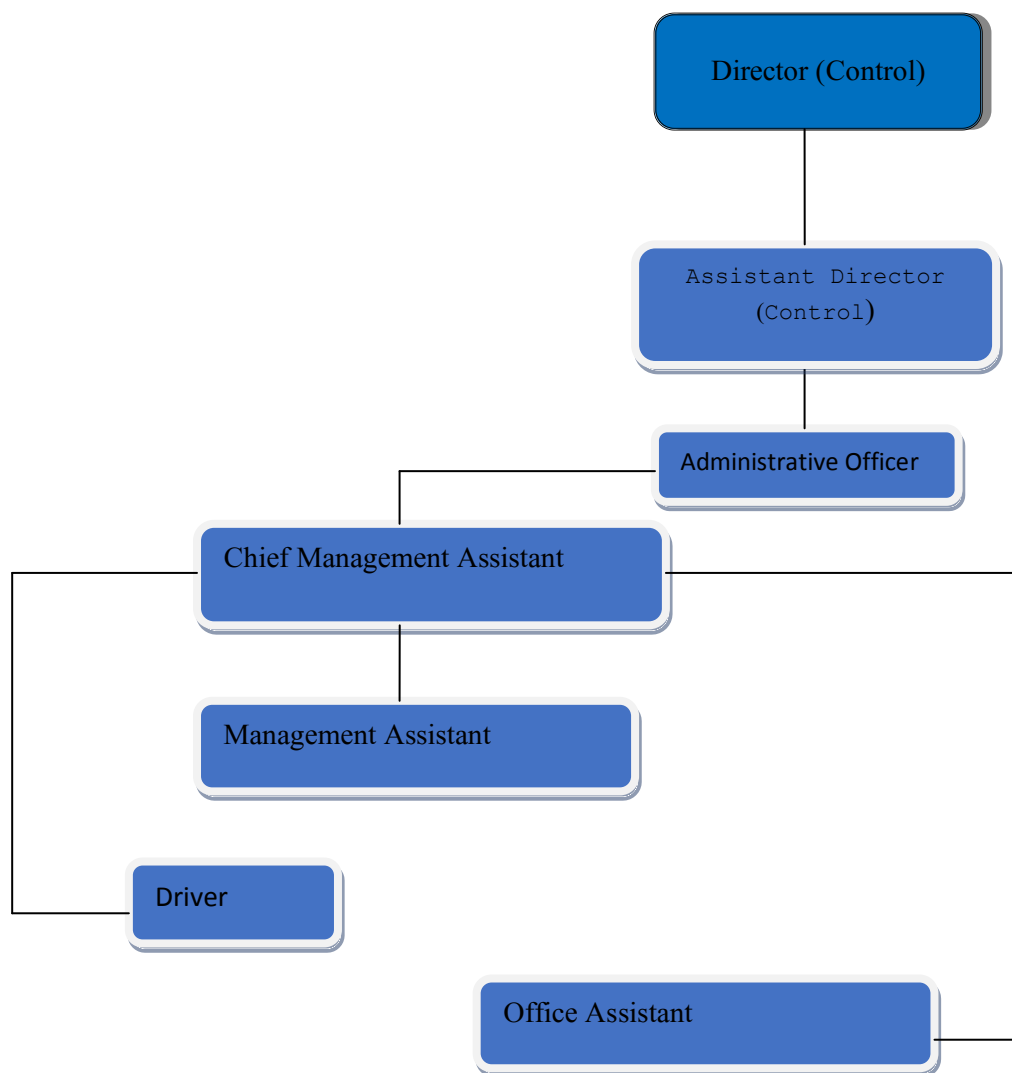 Director (Control)
Assistant Director
(Control)
Administrative Officer
Chief Management Assistant
Management Assistant
Driver
Office Assistant